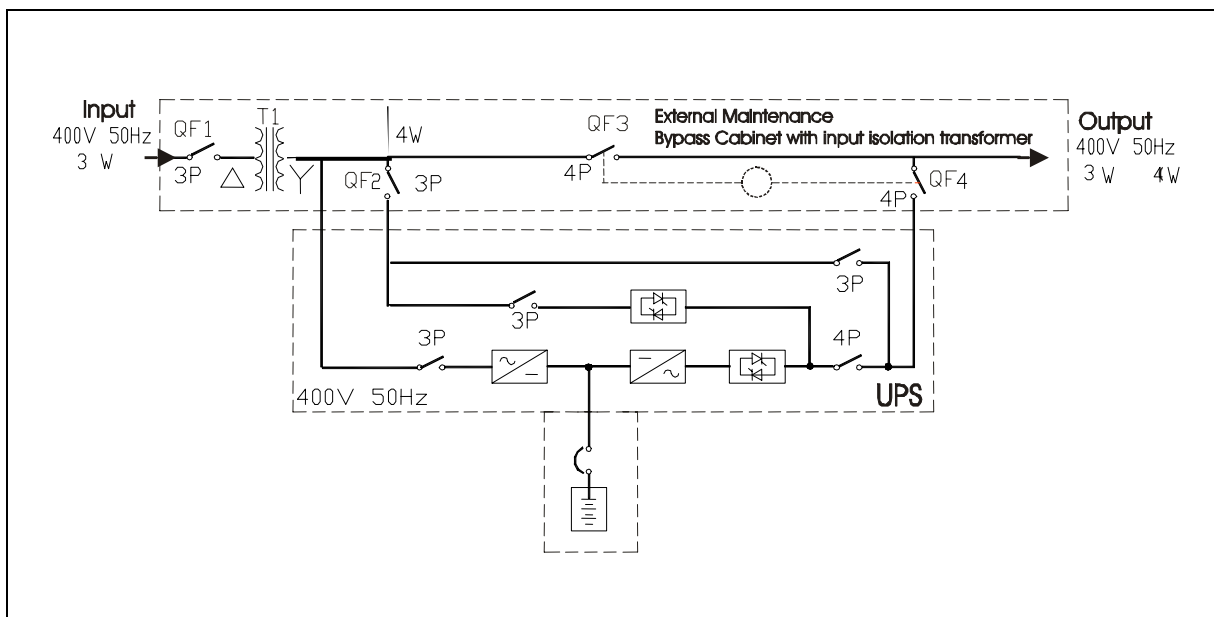 Input
400V 50Hz
3 W
QF1
3P
T1
4W
QF2
3P
QF3
4P
External Maintenance
Bypass Cabinet with input isolation transformer
Output
400V 50Hz
3 W 4W
QF4
4P
3P
3P
3P
4P
400V 50Hz
UPS